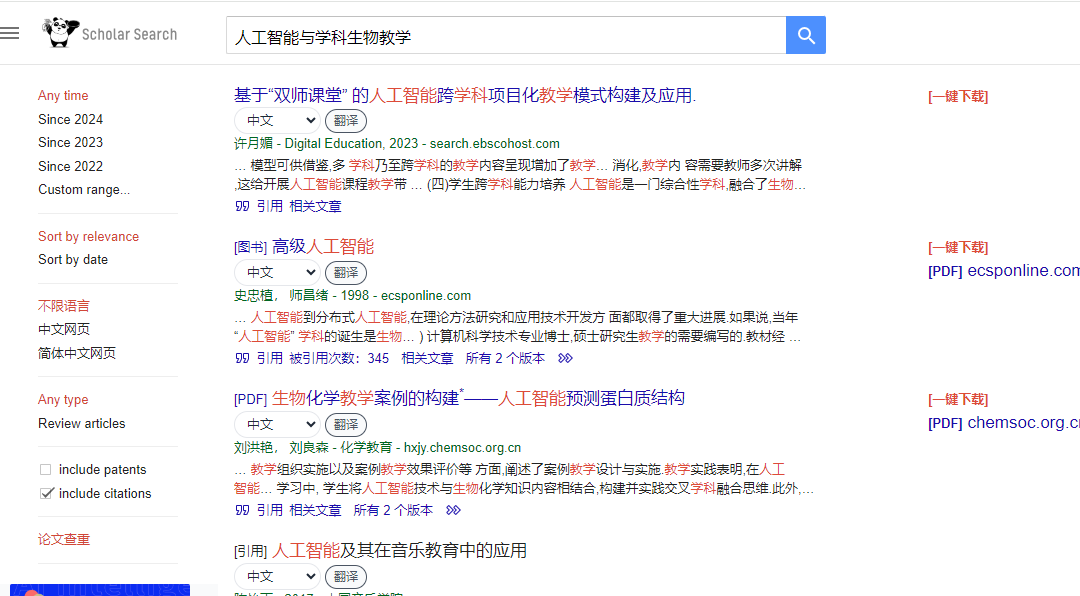 Scholar Search
人工智能与学科生物教学
Any time
Since 2024
Since 2023
Since 2022
Custom range...
Sort by relevance
Sort by date
不限语言
中文网页
简体中文网页
Any type
Review articles
include patents
include citations
论文查重
基于“双师课堂” 的人工智能跨学科项目化教学模式构建及应用.
[一键下载]
中文 翻译
许月媚 - Digital Education, 2023 - search.ebscohost.com
... 模型可供借鉴,多 学科乃至跨学科的教学内容呈现增加了教学... 消化,教学内 容需要教师多次讲解
,这给开展人工智能课程教学带 ... (四)学生跨学科能力培养 人工智能是一门综合性学科,融合了生物...
引用 相关文章
[图书] 高级人工智能
[一键下载]
中文 翻译
[PDF] ecsponline.com
史忠植, 师昌绪 - 1998 - ecsponline.com
... 人工智能到分布式人工智能,在理论方法研究和应用技术开发方 面都取得了重大进展.如果说,当年
“人工智能” 学科的诞生是生物... ) 计算机科学技术专业博士,硕士研究生教学的需要编写的.教材经 ...
引用 被引用次数：345 相关文章 所有 2 个版本
[PDF] 生物化学教学案例的构建*——人工智能预测蛋白质结构
[一键下载]
中文 翻译
[PDF] chemsoc.org.c
刘洪艳, 刘良森 - 化学教育 - hxjy.chemsoc.org.cn
... 教学组织实施以及案例教学效果评价等 方面,阐述了案例教学设计与实施.教学实践表明,在人工
智能... 学习中, 学生将人工智能技术与生物化学知识内容相结合,构建并实践交叉学科融合思维.此外,...
引用 相关文章 所有 2 个版本
[引用] 人工智能及其在音乐教育中的应用
中文 翻译